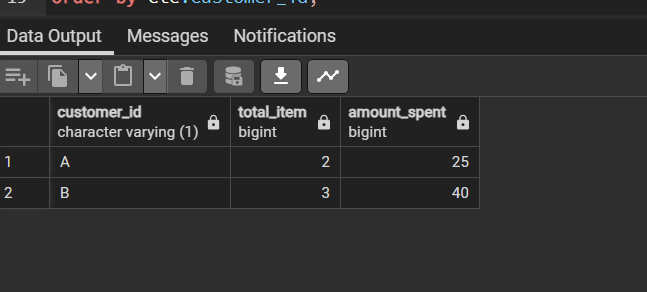 order by cte.customer_id;
Data Output Messages Notifications
customer_id total_item amount_spent
character varying (1) bigint bigint
1 A 2 25
2 B 3 40